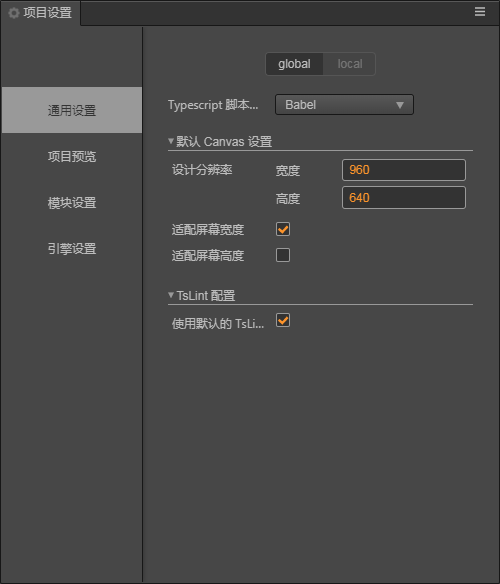 项目设置
global local
通用设置
项目预览
模块设置
引擎设置
Typescript 脚本... Babel
默认 Canvas 设置
设计分辨率 宽度 960
高度 640
适配屏幕宽度
适配屏幕高度
TsLint 配置
使用默认的 TsLi...